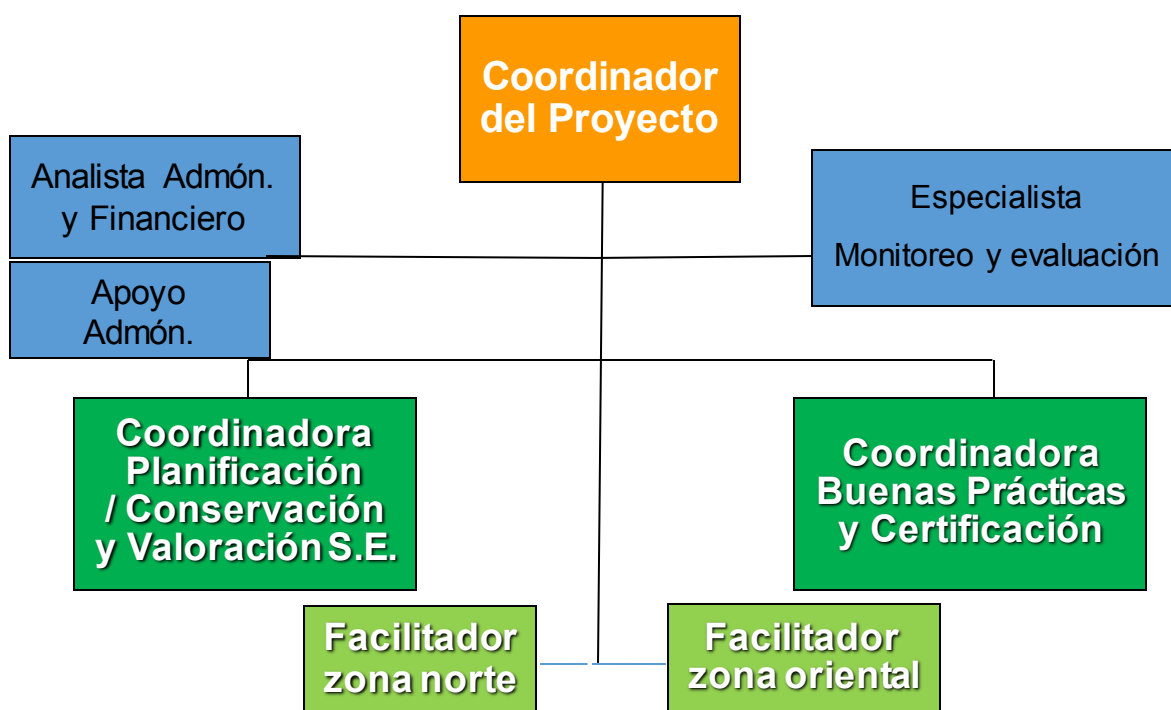 Coordinador
del Proyecto
Analista Admón.
y Financiero
Especialista
Monitoreo y evaluación
Apoyo
Admón.
Coordinadora
Planificación
/ Conservación
y Valoración S.E.
Coordinadora
Buenas Prácticas
y Certificación
Facilitador
zona norte
Facilitador
zona oriental